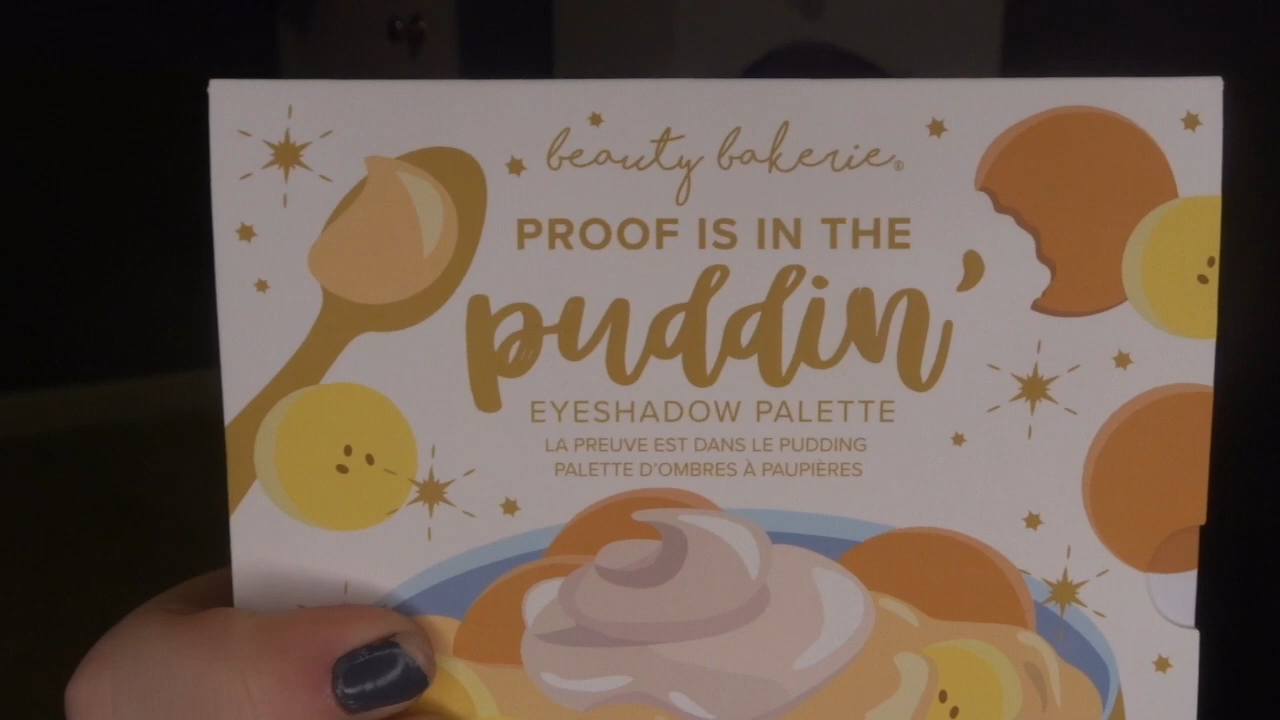 beauty bakerie®
PROOF IS IN THE
puddin'
EYESHADOW PALETTE
LA PREUVE EST DANS LE PUDDING
PALETTE D'OMBRES À PAUPIÈRES